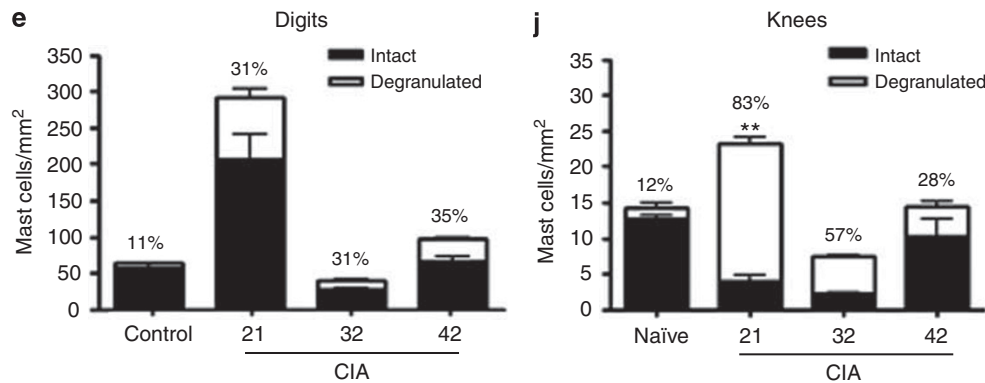 e
Digits
Mast cells/mm²
350
300
250
200
150
100
50
0
Intact
Degranulated
11%
31%
31%
35%
Control
21
32
42
CIA
j
Knees
Mast cells/mm²
35
30
25
20
15
10
5
0
Intact
Degranulated
12%
83%
**
57%
28%
Naïve
21
32
42
CIA